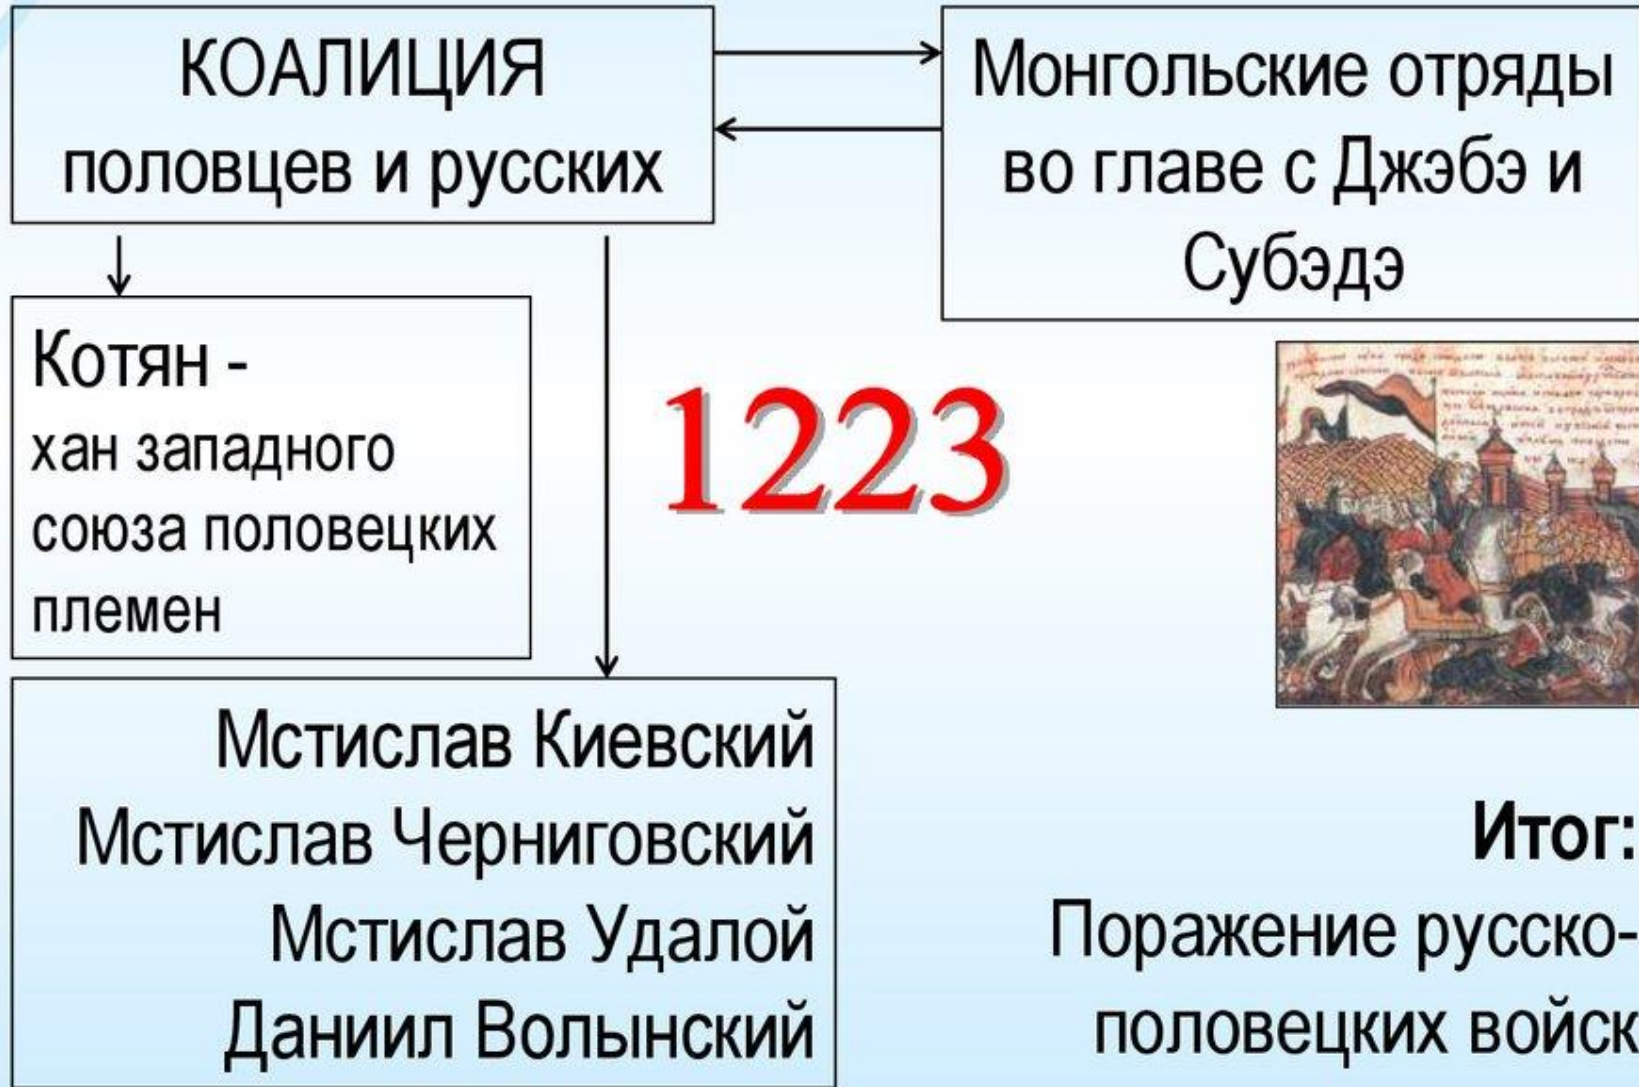 КОАЛИЦИЯ
половцев и русских
Монгольские отряды
во главе с Джэбэ и
Субэдэ
Котян -
хан западного
союза половецких
племен
1223
Мстислав Киевский
Мстислав Черниговский
Мстислав Удалой
Даниил Волынский
Итог:
Поражение русско-
половецких войск